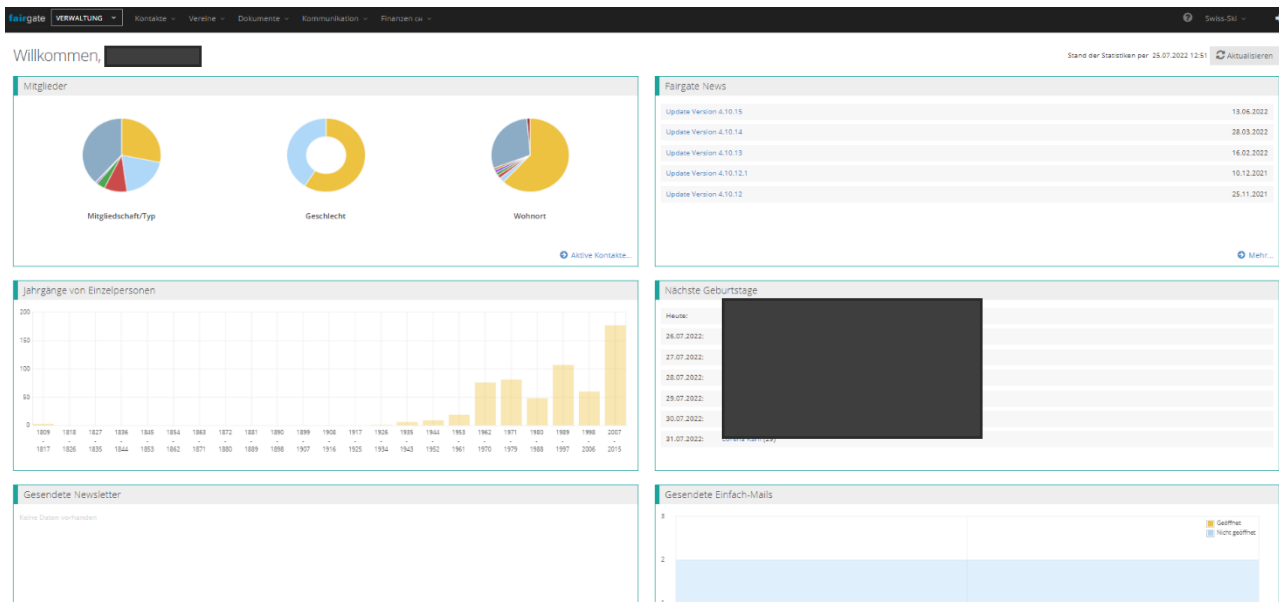 fairgate VERWALTUNG Kontakte Vereine Dokumente Kommunikation Finanzen CH Swiss-Ski
Willkommen,
Stand der Statistiken per 25.07.2022 12:51 Aktualisieren
Mitglieder
Mitgliedschaft/Typ Geschlecht Wohnort
Aktive Kontakte...
Fairgate News
Update Version 4.10.15 13.06.2022
Update Version 4.10.14 28.03.2022
Update Version 4.10.13 16.02.2022
Update Version 4.10.12.1 10.12.2021
Update Version 4.10.12 25.11.2021
Mehr...
Jahrgänge von Einzelpersonen
200
150
100
50
0
1809 1818 1827 1836 1845 1854 1863 1872 1881 1890 1899 1908 1917 1926 1935 1944 1953 1962 1971 1980 1989 1998 2007
- - - - - - - - - - - - - - - - - - - - - - -
1817 1826 1835 1844 1853 1862 1871 1880 1889 1898 1907 1916 1925 1934 1943 1952 1961 1970 1979 1988 1997 2006 2015
Nächste Geburtstage
Heute:
26.07.2022:
27.07.2022:
28.07.2022:
29.07.2022:
30.07.2022:
31.07.2022:
Gesendete Newsletter
Keine Daten vorhanden
Gesendete Einfach-Mails
3
Geöffnet
Nicht geöffnet
2